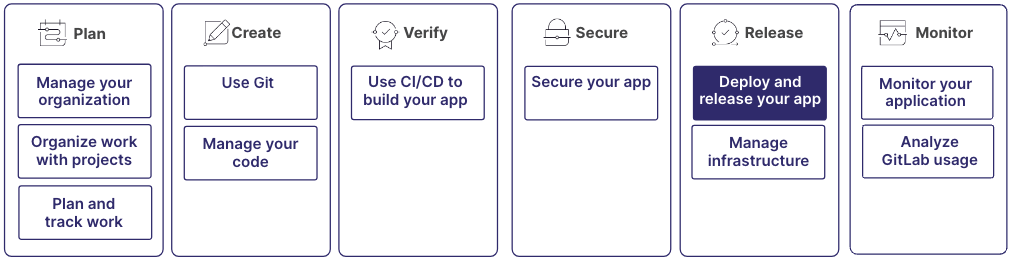 Plan
Manage your
organization
Organize work
with projects
Plan and
track work
Create
Use Git
Manage your
code
Verify
Use CI/CD to
build your app
Secure
Secure your app
Release
Deploy and
release your app
Manage
infrastructure
Monitor
Monitor your
application
Analyze
GitLab usage